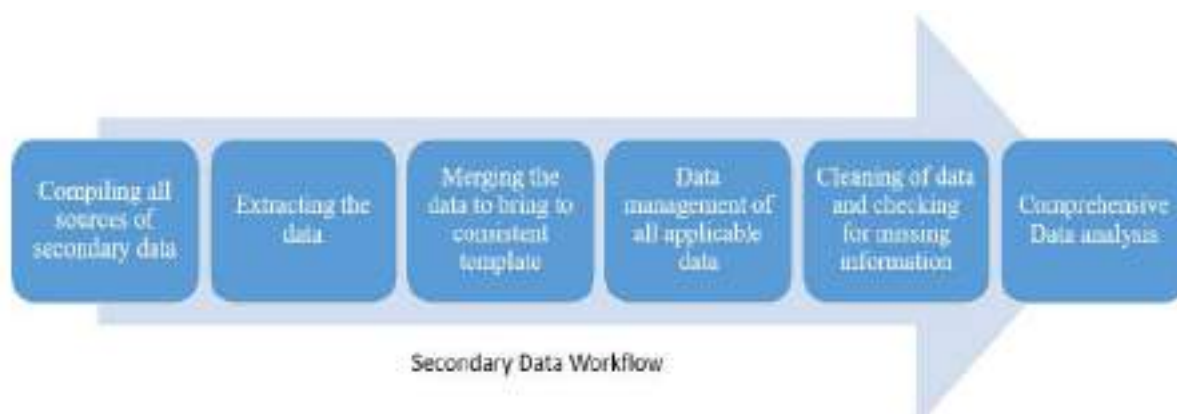 Compiling all
sources of
secondary data
Extracting the
data
Merging the
data to bring to
consistent
template
Data
management of
all applicable
data
Cleaning of data
and checking
for missing
information
Comprehensive
Data analysis
Secondary Data Workflow